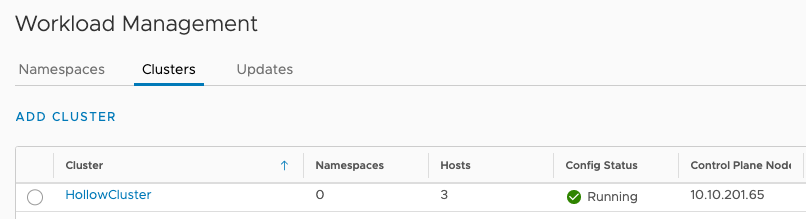 Workload Management
Namespaces Clusters Updates
ADD CLUSTER
Cluster ↑ Namespaces Hosts Config Status Control Plane Node
HollowCluster 0 3 Running 10.10.201.65